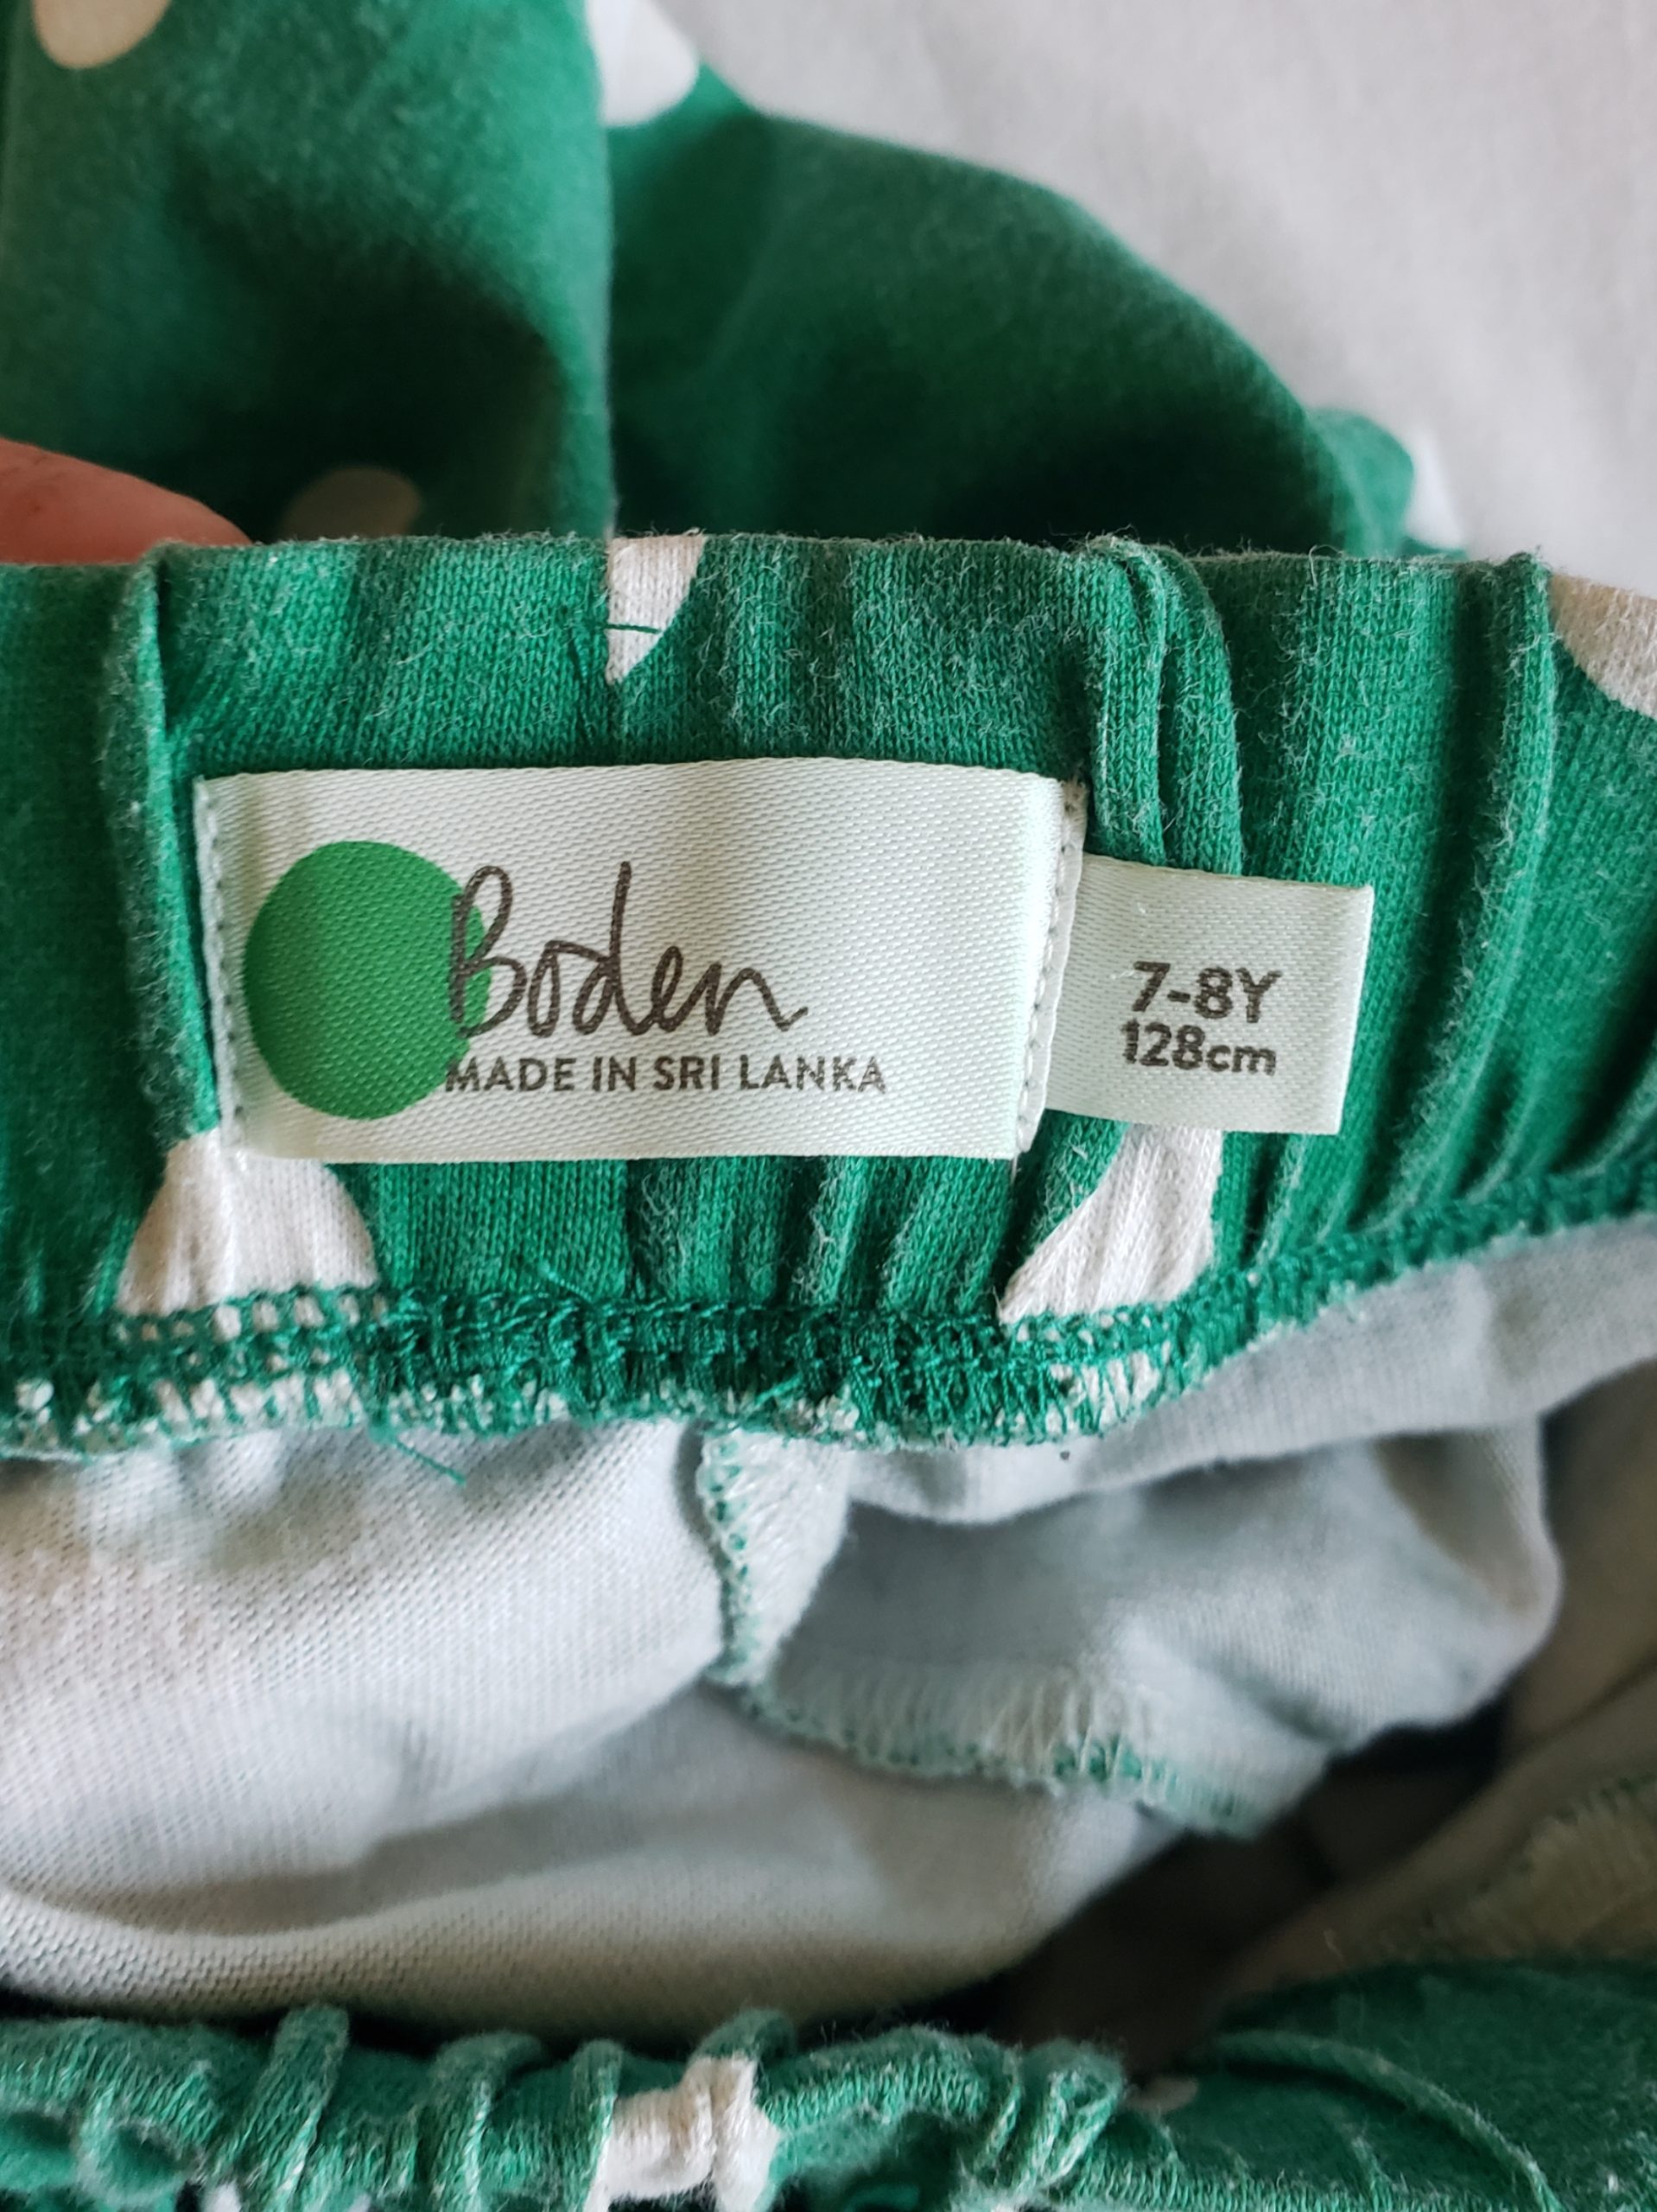 Boden
MADE IN SRI LANKA
7-8Y
128cm